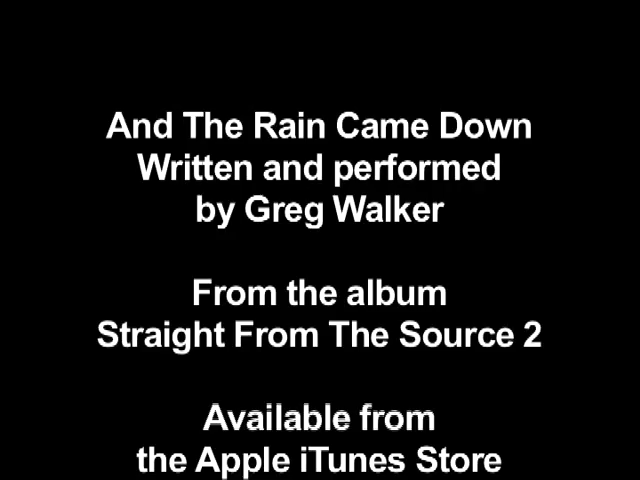 And The Rain Came Down
Written and performed
by Greg Walker
From the album
Straight From The Source 2
Available from
the Apple iTunes Store